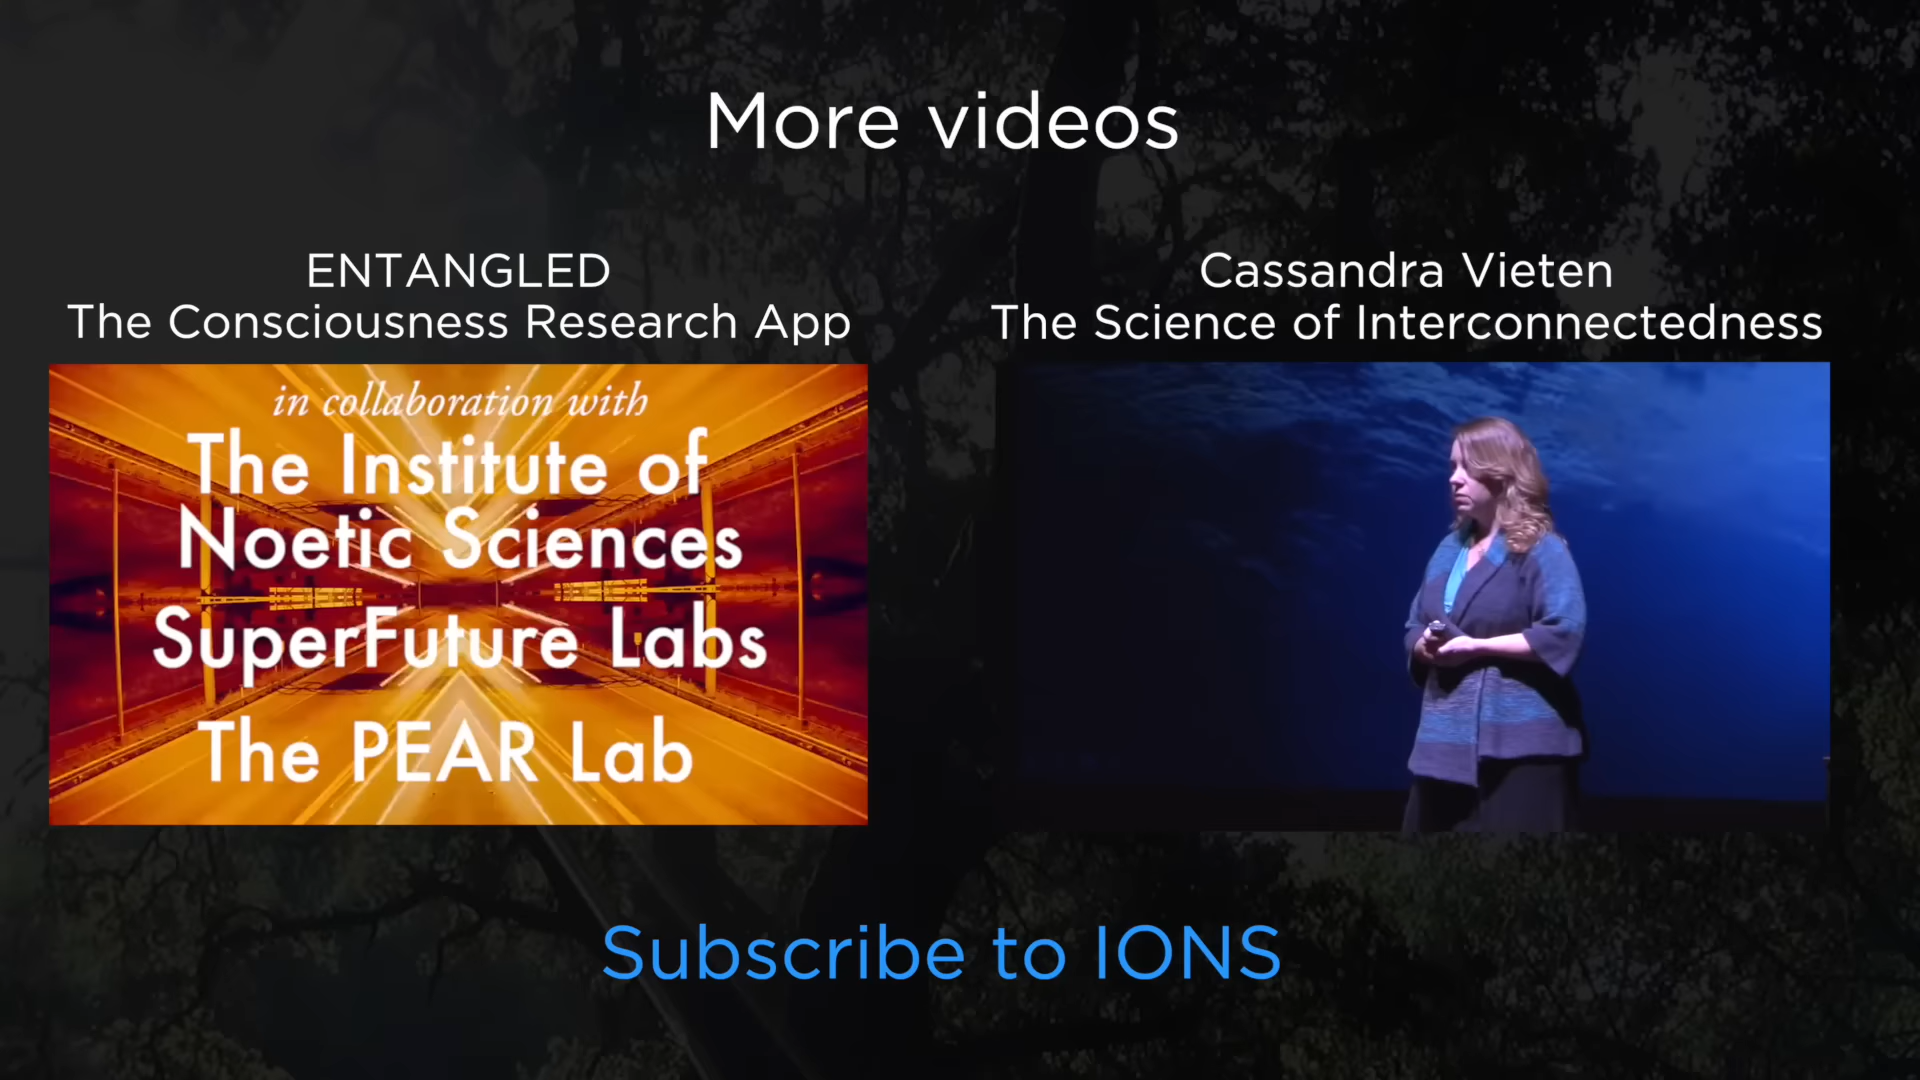 More videos
ENTANGLED
The Consciousness Research App
in collaboration with
The Institute of
Noetic Sciences
SuperFuture Labs
The PEAR Lab
Cassandra Vieten
The Science of Interconnectedness
Subscribe to IONS